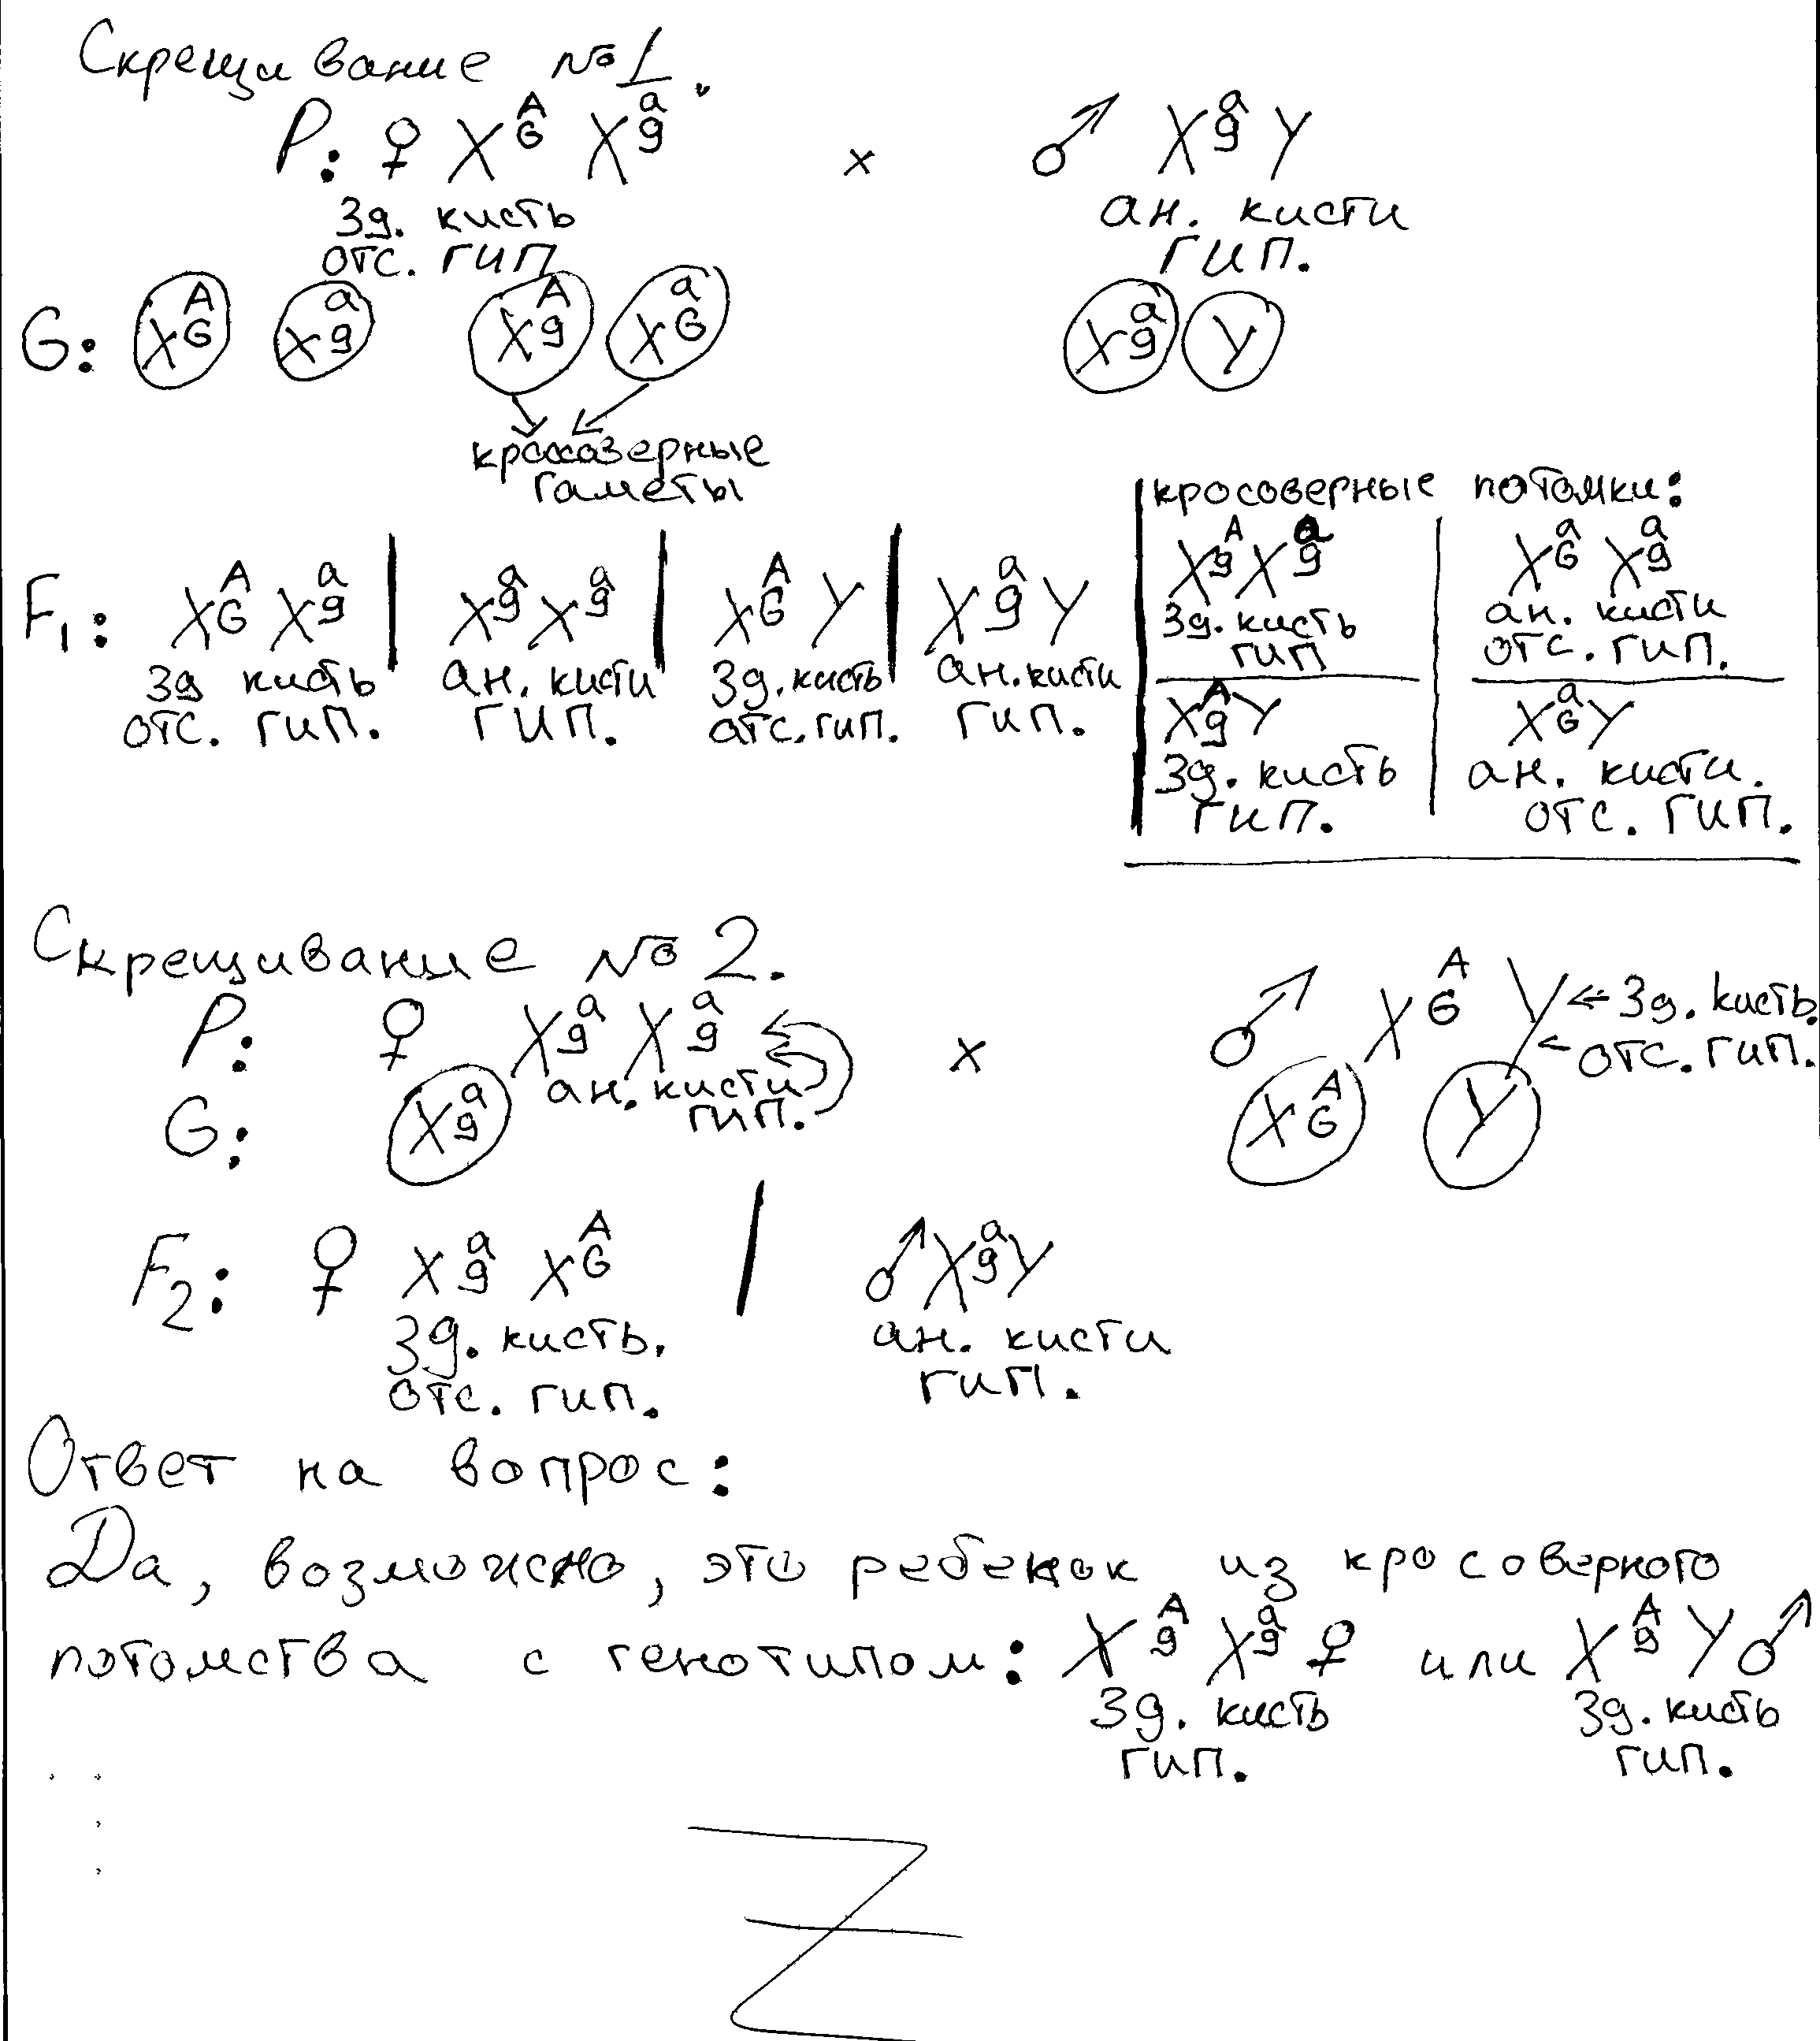 Скрещивание №1.
P: ♀ X^A_G X^a_g × ♂ X^a_g Y
зд. кисть ан. кисти
отс. гип гип.
G: X^A_G X^a_g X^A_g X^a_G X^a_g Y
гаметы
кросоверные потомки:
F1: X^A_G X^a_g | X^a_g X^a_g | X^A_G Y | X^a_g Y
зд кисть ан. кисти зд. кисть ан. кисти
отс. гип. гип. отс. гип. гип.
X^A_g X^a_g X^a_G X^a_g
зд. кисть ан. кисти
гип отс. гип.
X^A_g Y X^a_G Y
зд. кисть ан. кисти.
гип. отс. гип.
Скрещивание №2.
P: ♀ X^a_g X^a_g × ♂ X^A_G Y ← зд. кисть.
ан. кисти ← отс. гип.
гип.
G: X^a_g X^A_G Y
F2: ♀ X^a_g X^A_G | ♂ X^a_g Y
зд. кисть. ан. кисти
отс. гип. гип.
Ответ на вопрос:
Да, возможно, это ребенок из кросоверного
потомства с генотипом: X^A_g X^a_g ♀ или X^A_g Y ♂
зд. кисть зд. кисть
гип. гип.